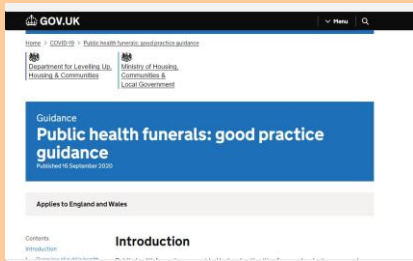 GOV.UK
Menu
Home > COVID-19 > Public health funerals: good practice guidance
Department for Levelling Up,
Housing & Communities
Ministry of Housing,
Communities &
Local Government
Guidance
Public health funerals: good practice
guidance
Published 16 September 2020
Applies to England and Wales
Contents
Introduction
Introduction